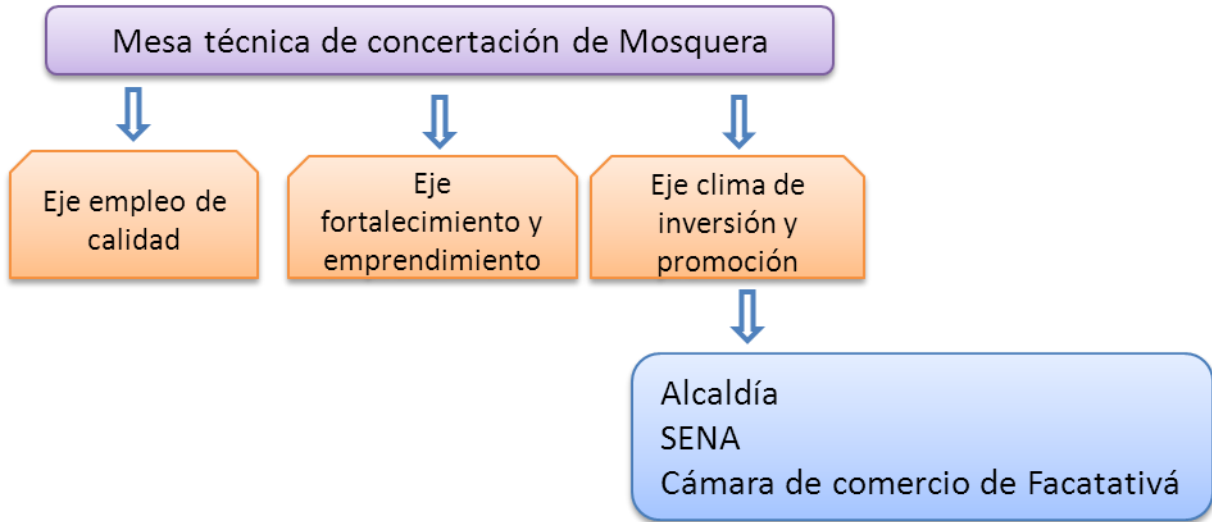 Mesa técnica de concertación de Mosquera
Eje empleo de
calidad
Eje
fortalecimiento y
emprendimiento
Eje clima de
inversión y
promoción
Alcaldía
SENA
Cámara de comercio de Facatativá